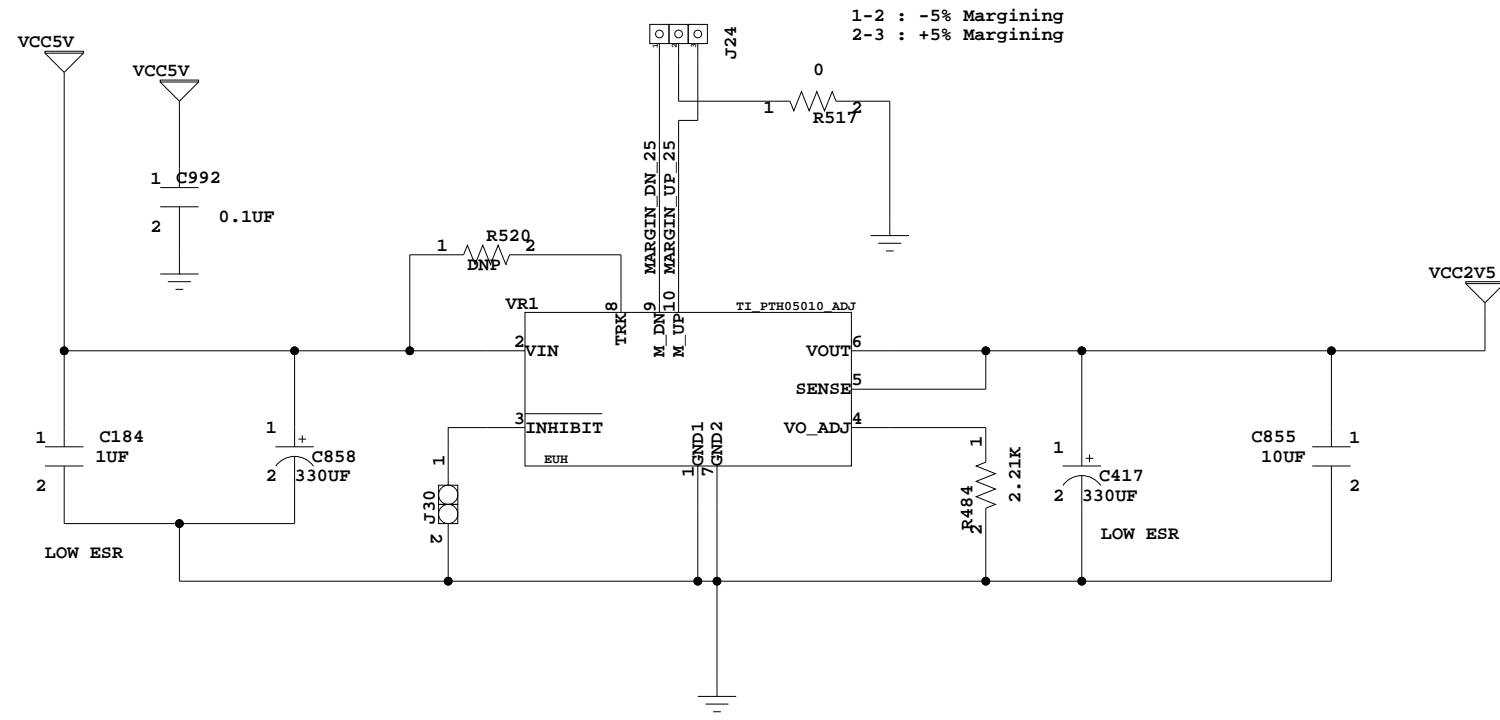 1-2 : -5% Margining
2-3 : +5% Margining
VCC5V
VCC5V
J24
1
2
3
0
1
2
R517
1
C992
2
0.1UF
MARGIN_DN_25
MARGIN_UP_25
R520
1
2
DNP
VCC2V5
VR1
8
9
10
TI_PTH05010_ADJ
TRK
M_DN
M_UP
2
VIN
VOUT
6
SENSE
5
3
INHIBIT
VO_ADJ
4
EUH
GND1
GND2
1
7
1
C184
1UF
2
1
+
C858
2
330UF
1
J30
2
1
2.21K
R484
2
1
+
C417
2
330UF
C855
1
10UF
2
LOW ESR
LOW ESR